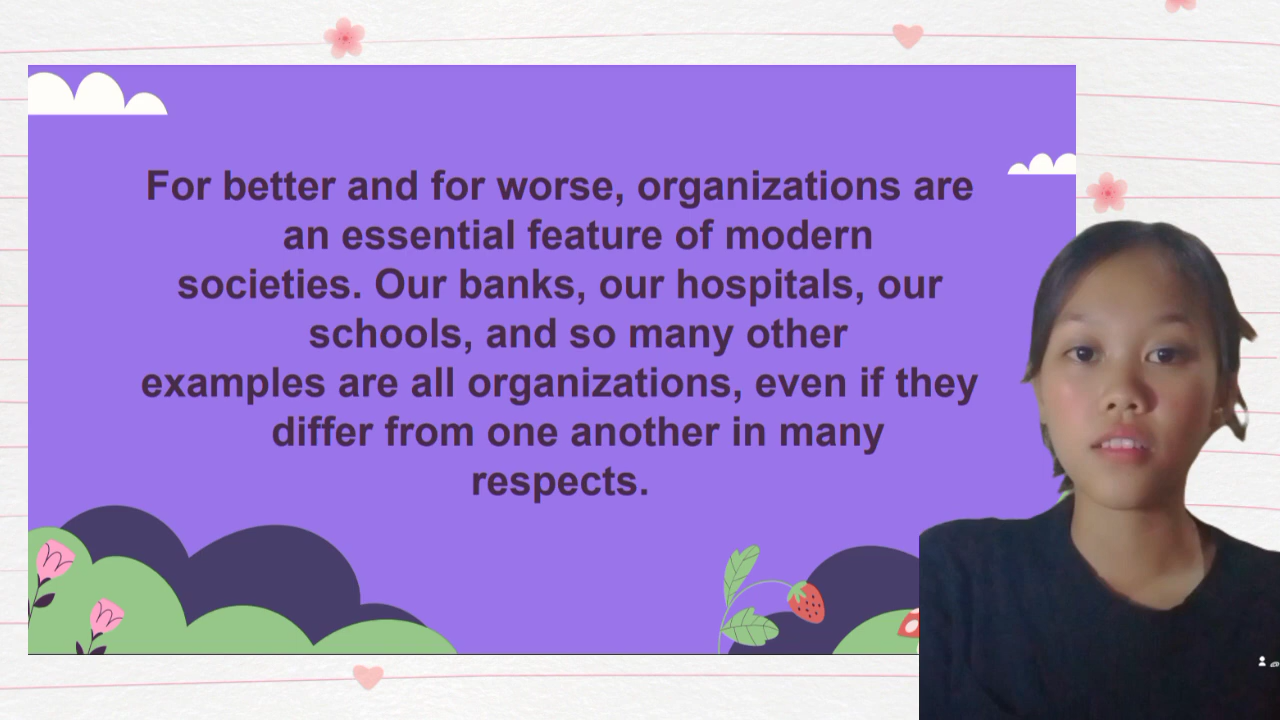 For better and for worse, organizations are
an essential feature of modern
societies. Our banks, our hospitals, our
schools, and so many other
examples are all organizations, even if they
differ from one another in many
respects.